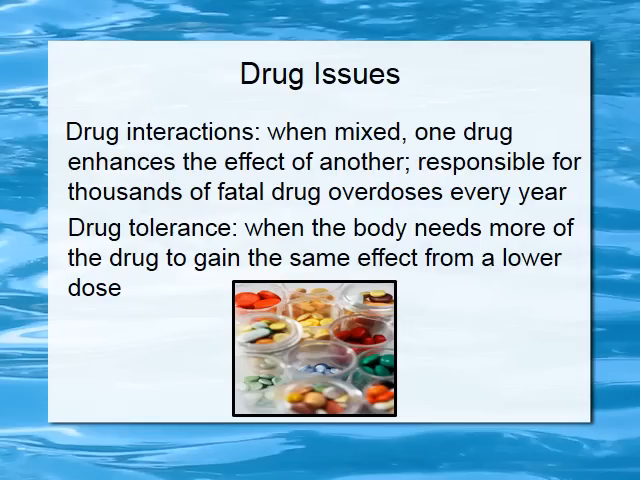 Drug Issues
Drug interactions: when mixed, one drug
enhances the effect of another; responsible for
thousands of fatal drug overdoses every year
Drug tolerance: when the body needs more of
the drug to gain the same effect from a lower
dose